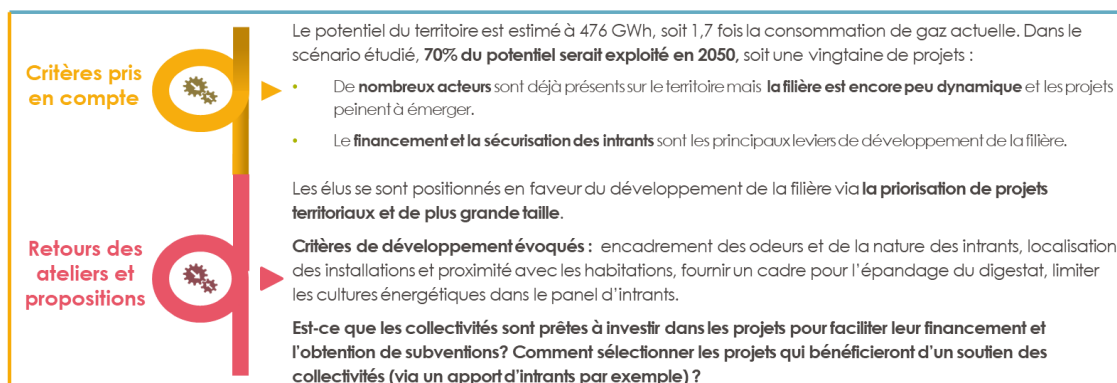 Critères pris
en compte
Le potentiel du territoire est estimé à 476 GWh, soit 1,7 fois la consommation de gaz actuelle. Dans le
scénario étudié, 70% du potentiel serait exploité en 2050, soit une vingtaine de projets :
• De nombreux acteurs sont déjà présents sur le territoire mais la filière est encore peu dynamique et les projets
peinent à émerger.
• Le financement et la sécurisation des intrants sont les principaux leviers de développement de la filière.
Retours des
ateliers et
propositions
Les élus se sont positionnés en faveur du développement de la filière via la priorisation de projets
territoriaux et de plus grande taille.
Critères de développement évoqués : encadrement des odeurs et de la nature des intrants, localisation
des installations et proximité avec les habitations, fournir un cadre pour l'épandage du digestat, limiter
les cultures énergétiques dans le panel d'intrants.
Est-ce que les collectivités sont prêtes à investir dans les projets pour faciliter leur financement et
l'obtention de subventions? Comment sélectionner les projets qui bénéficieront d'un soutien des
collectivités (via un apport d'intrants par exemple) ?